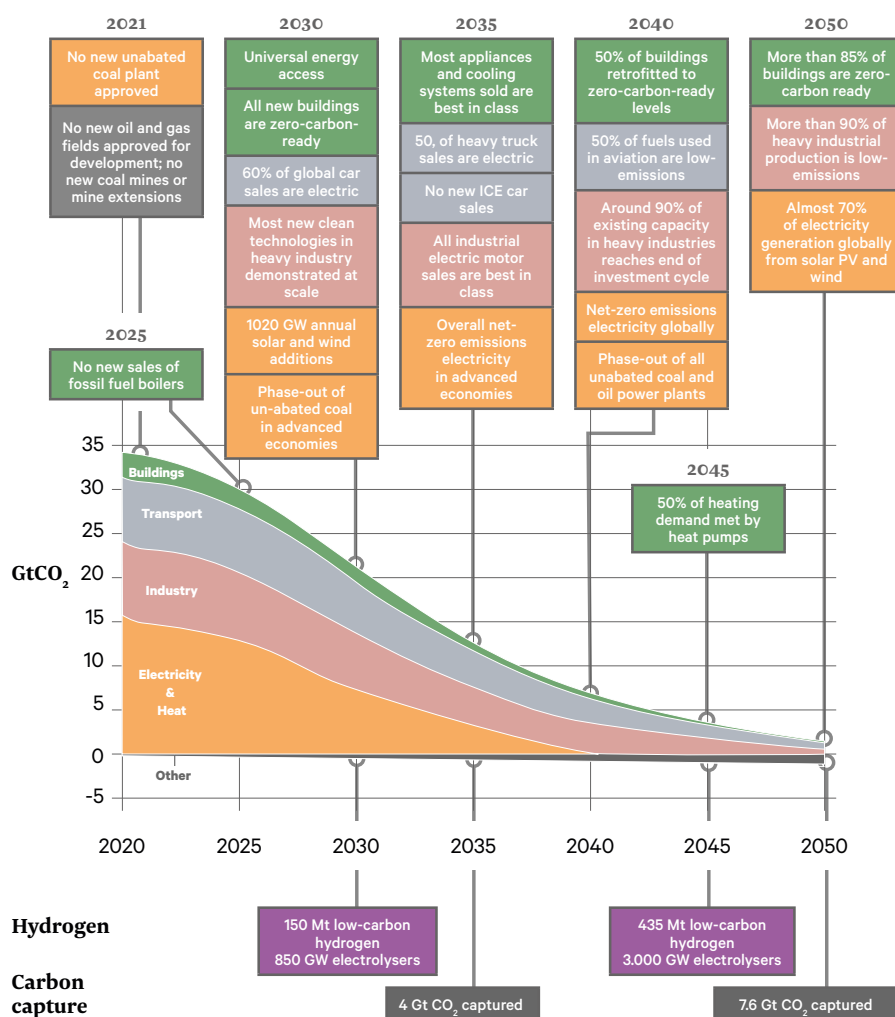 2021
No new unabated
coal plant
approved
No new oil and gas
fields approved for
development; no
new coal mines or
mine extensions
2025
No new sales of
fossil fuel boilers
2030
Universal energy
access
All new buildings
are zero-carbon-
ready
60% of global car
sales are electric
Most new clean
technologies in
heavy industry
demonstrated at
scale
1020 GW annual
solar and wind
additions
Phase-out of
un-abated coal
in advanced
economies
2035
Most appliances
and cooling
systems sold are
best in class
50, of heavy truck
sales are electric
No new ICE car
sales
All industrial
electric motor
sales are best in
class
Overall net-
zero emissions
electricity
in advanced
economies
2040
50% of buildings
retrofitted to
zero-carbon-ready
levels
50% of fuels used
in aviation are low-
emissions
Around 90% of
existing capacity
in heavy industries
reaches end of
investment cycle
Net-zero emissions
electricity globally
Phase-out of all
unabated coal and
oil power plants
2045
50% of heating
demand met by
heat pumps
2050
More than 85% of
buildings are zero-
carbon ready
More than 90% of
heavy industrial
production is low-
emissions
Almost 70%
of electricity
generation globally
from solar PV and
wind
GtCO₂
35
30
25
20
15
10
5
0
-5
Buildings
Transport
Industry
Electricity
&
Heat
Other
2020 2025 2030 2035 2040 2045 2050
Hydrogen
150 Mt low-carbon
hydrogen
850 GW electrolysers
435 Mt low-carbon
hydrogen
3.000 GW electrolysers
Carbon
capture
4 Gt CO₂ captured
7.6 Gt CO₂ captured